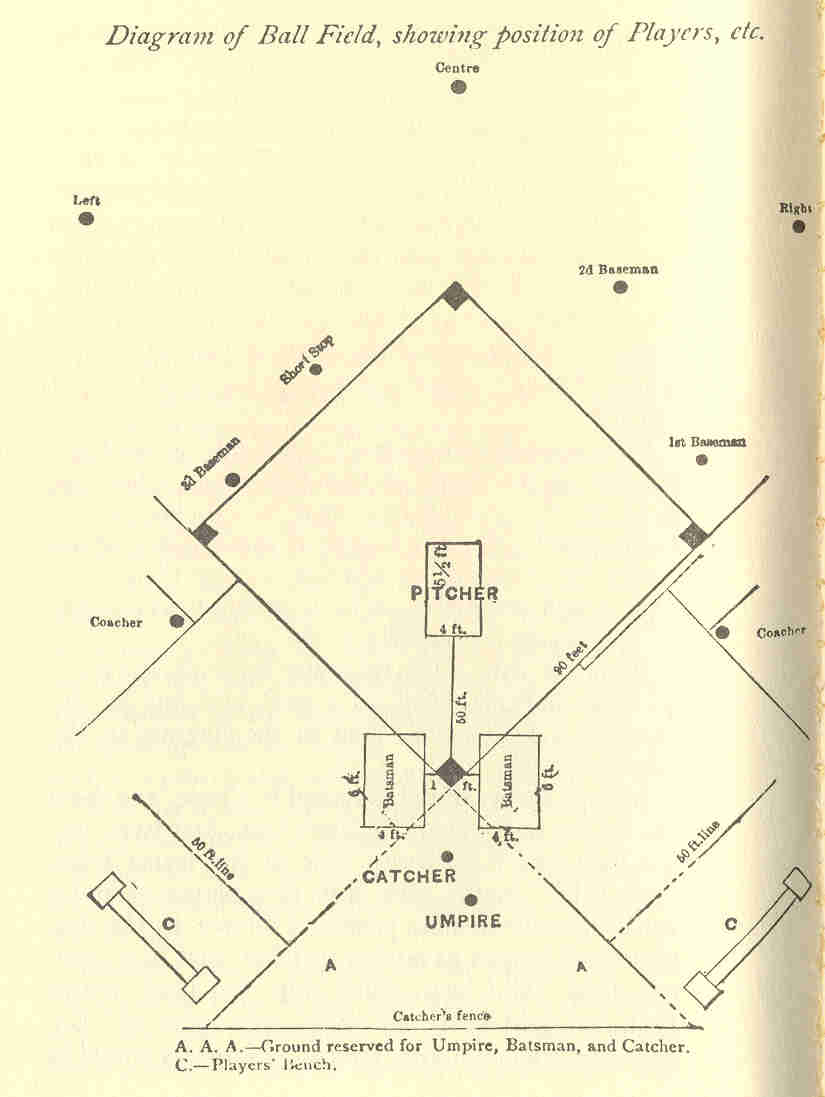 Diagram of Ball Field, showing position of Players, etc.
Centre
Left
Right
2d Baseman
Short Stop
1st Baseman
3d Baseman
5½ ft
PITCHER
4 ft.
Coacher
Coacher
90 feet
50 ft.
6 ft.
Batsman
1 ft.
Batsman
6 ft.
4 ft.
4 ft.
50 ft. line
50 ft. line
CATCHER
UMPIRE
C
C
A
A
Catcher's fence
A. A. A.—Ground reserved for Umpire, Batsman, and Catcher.
C.—Players' Bench.